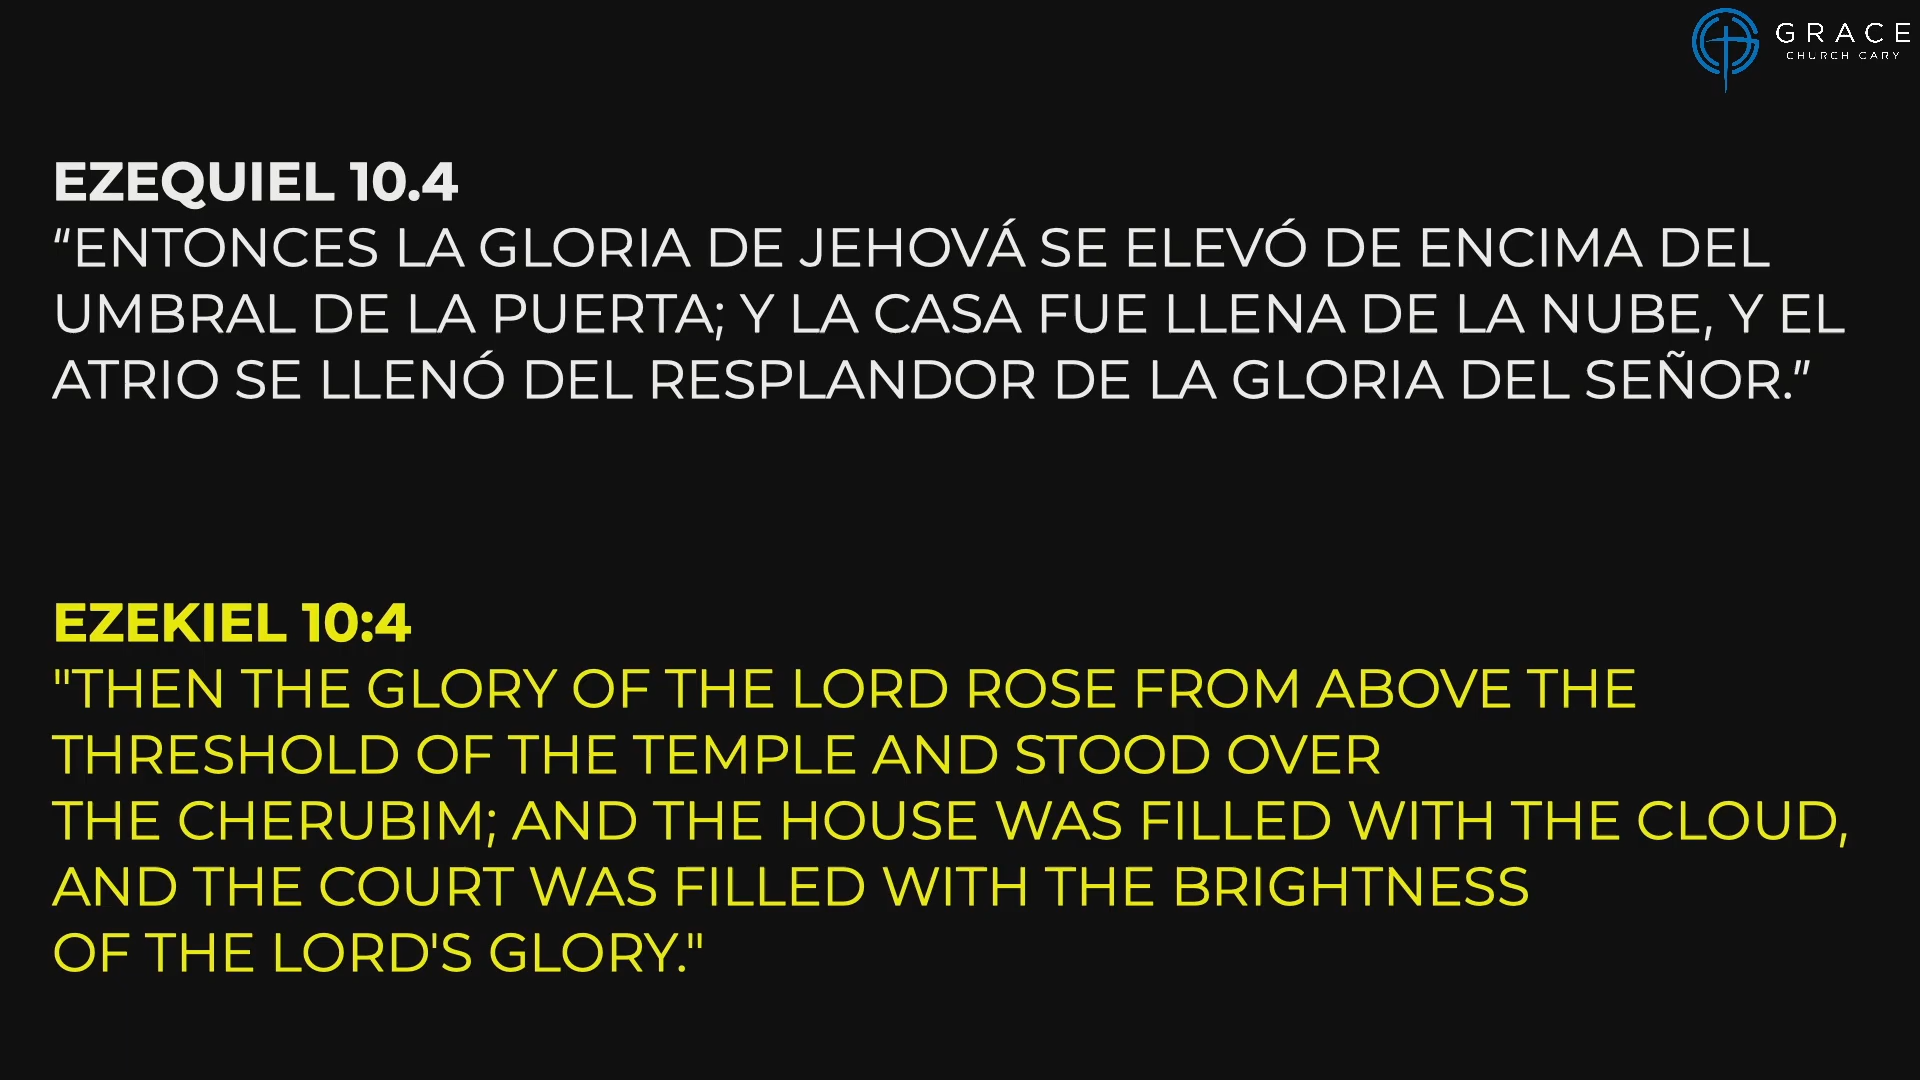 GRACE
CHURCH CARY
EZEQUIEL 10.4
“ENTONCES LA GLORIA DE JEHOVÁ SE ELEVÓ DE ENCIMA DEL
UMBRAL DE LA PUERTA; Y LA CASA FUE LLENA DE LA NUBE, Y EL
ATRIO SE LLENÓ DEL RESPLANDOR DE LA GLORIA DEL SEÑOR.”
EZEKIEL 10:4
"THEN THE GLORY OF THE LORD ROSE FROM ABOVE THE
THRESHOLD OF THE TEMPLE AND STOOD OVER
THE CHERUBIM; AND THE HOUSE WAS FILLED WITH THE CLOUD,
AND THE COURT WAS FILLED WITH THE BRIGHTNESS
OF THE LORD'S GLORY."